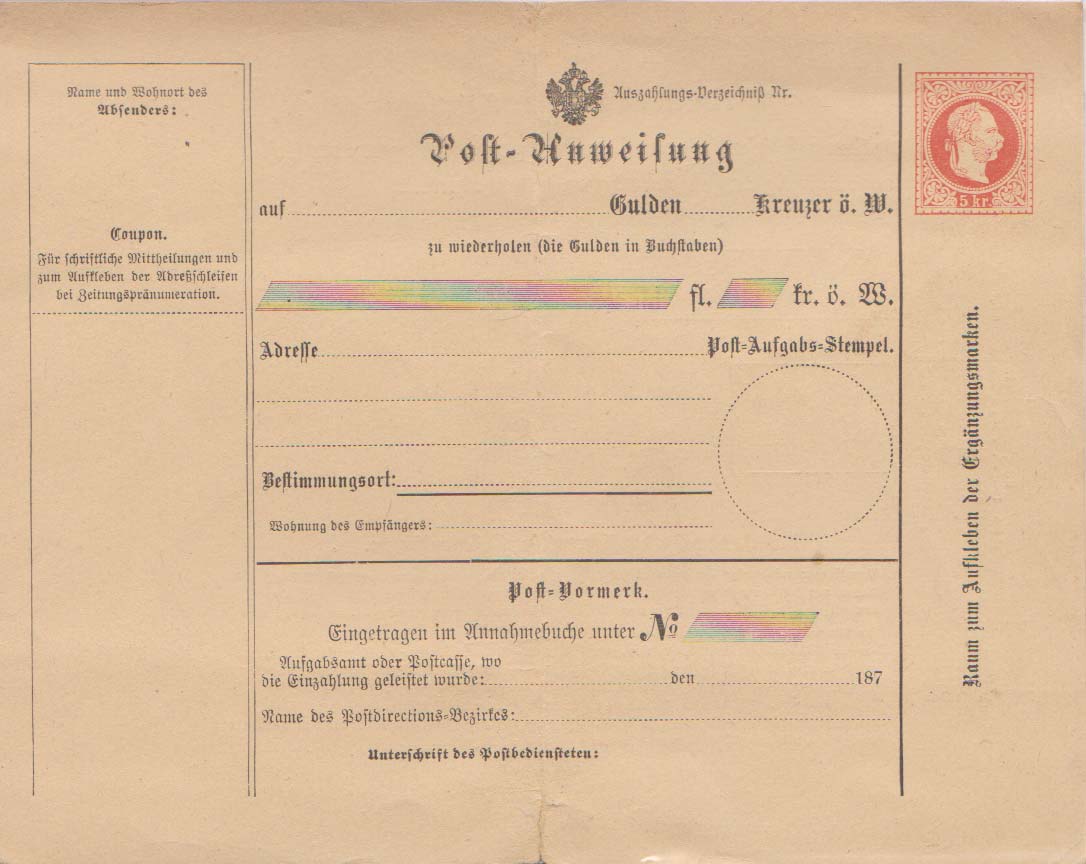 Name und Wohnort des
Absenders:
Coupon.
Für schriftliche Mittheilungen und
zum Aufkleben der Adreßschleifen
bei Zeitungspränumeration.
Auszahlungs-Verzeichniß Nr.
Post-Anweisung
auf Gulden Kreuzer ö. W.
zu wiederholen (die Gulden in Buchstaben)
fl. kr. ö. W.
Adresse Post-Aufgabs-Stempel.
Bestimmungsort:
Wohnung des Empfängers:
Post-Vormerk.
Eingetragen im Annahmebuche unter No
Aufgabsamt oder Postcasse, wo
die Einzahlung geleistet wurde: den 187
Name des Postdirections-Bezirkes:
Unterschrift des Postbediensteten:
5 kr.
Raum zum Aufkleben der Ergänzungsmarken.